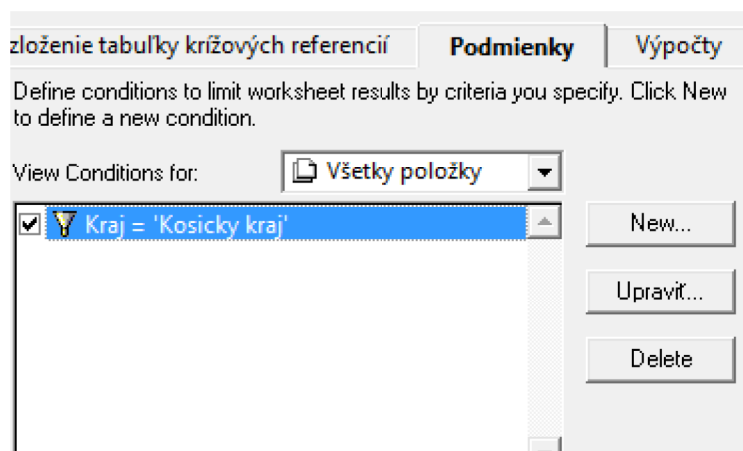 zloženie tabuľky krížových referencií Podmienky Výpočty
Define conditions to limit worksheet results by criteria you specify. Click New
to define a new condition.
View Conditions for: Všetky položky
Kraj = 'Kosicky kraj'
New...
Upraviť...
Delete